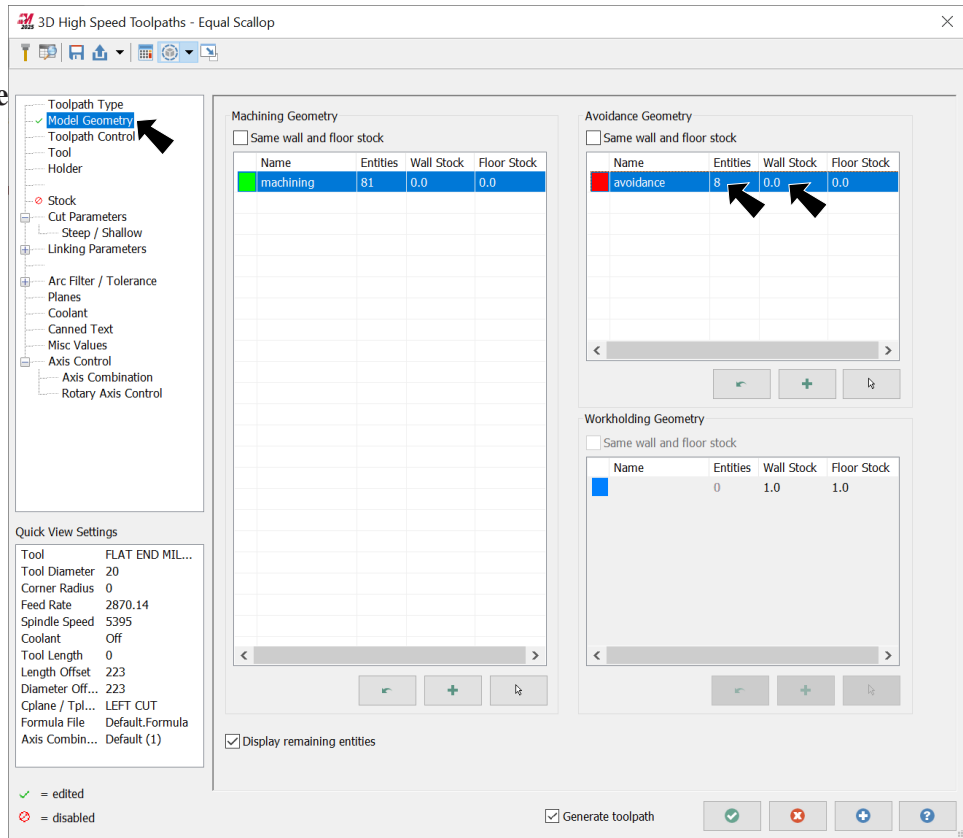 3D High Speed Toolpaths - Equal Scallop
2025
e
Toolpath Type
Model Geometry
Toolpath Control
Tool
Holder
Stock
Cut Parameters
Steep / Shallow
Linking Parameters
Arc Filter / Tolerance
Planes
Coolant
Canned Text
Misc Values
Axis Control
Axis Combination
Rotary Axis Control
Quick View Settings
Tool FLAT END MIL...
Tool Diameter 20
Corner Radius 0
Feed Rate 2870.14
Spindle Speed 5395
Coolant Off
Tool Length 0
Length Offset 223
Diameter Off... 223
Cplane / Tpl... LEFT CUT
Formula File Default.Formula
Axis Combin... Default (1)
= edited
= disabled
Machining Geometry
Same wall and floor stock
Name Entities Wall Stock Floor Stock
machining 81 0.0 0.0
Display remaining entities
Avoidance Geometry
Same wall and floor stock
Name Entities Wall Stock Floor Stock
avoidance 8 0.0 0.0
Workholding Geometry
Same wall and floor stock
Name Entities Wall Stock Floor Stock
0 1.0 1.0
Generate toolpath